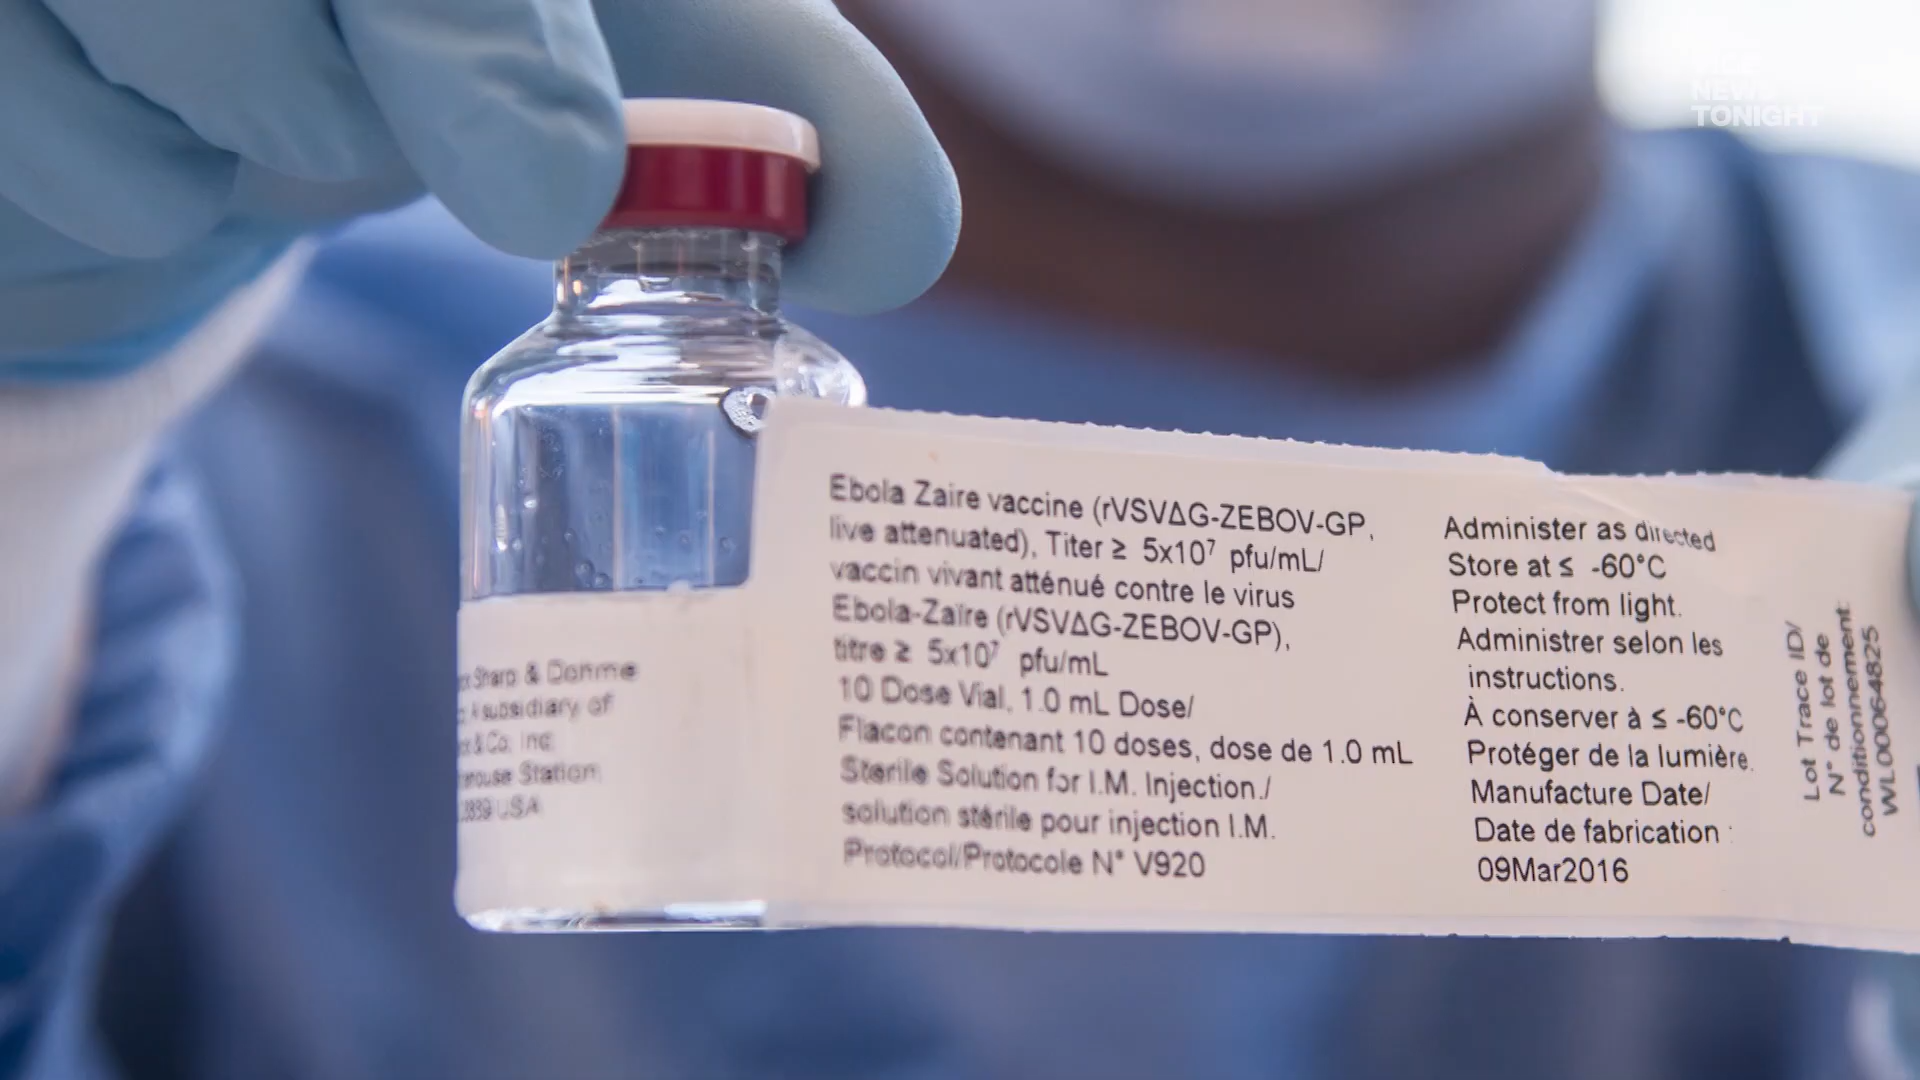 VICE
NEWS
TONIGHT
Sharp & Dohme
A subsidiary of
& Co. Inc.
Station
USA
Ebola Zaire vaccine (rVSVΔG-ZEBOV-GP,
live attenuated), Titer ≥ 5x10⁷ pfu/mL/
vaccin vivant atténué contre le virus
Ebola-Zaïre (rVSVΔG-ZEBOV-GP),
titre ≥ 5x10⁷ pfu/mL
10 Dose Vial, 1.0 mL Dose/
Flacon contenant 10 doses, dose de 1.0 mL
Sterile Solution for I.M. Injection./
solution stérile pour injection I.M.
Protocol/Protocole N° V920
Administer as directed
Store at ≤ -60°C
Protect from light.
Administrer selon les
instructions.
À conserver à ≤ -60°C
Protéger de la lumière.
Manufacture Date/
Date de fabrication :
09Mar2016
Lot Trace ID/
N° de lot de
conditionnement:
WL00064825